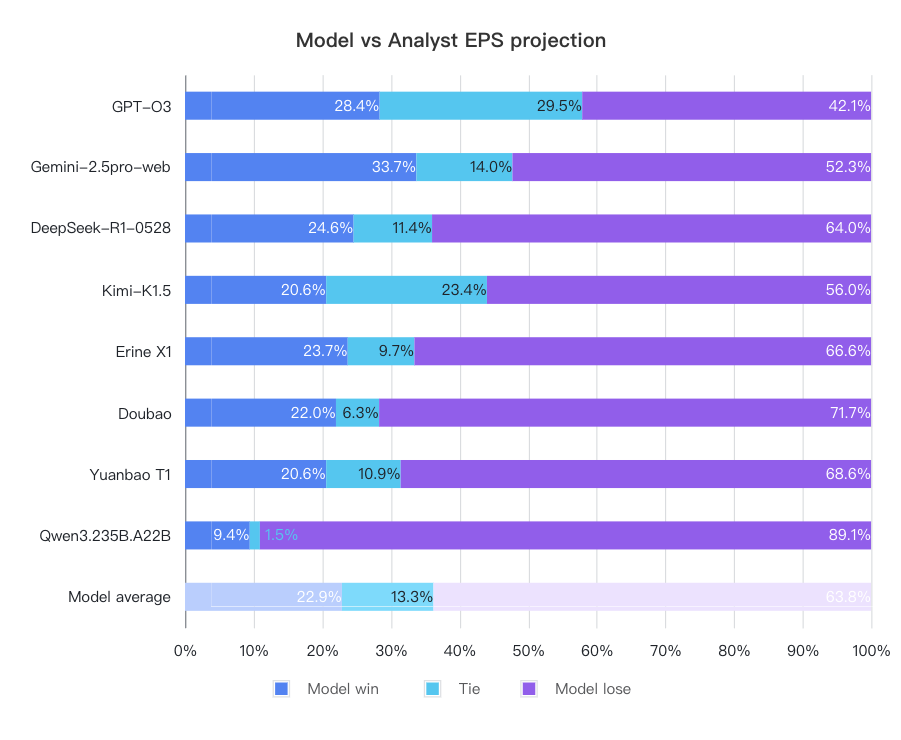 Model vs Analyst EPS projection
GPT-O3 28.4% 29.5% 42.1%
Gemini-2.5pro-web 33.7% 14.0% 52.3%
DeepSeek-R1-0528 24.6% 11.4% 64.0%
Kimi-K1.5 20.6% 23.4% 56.0%
Erine X1 23.7% 9.7% 66.6%
Doubao 22.0% 6.3% 71.7%
Yuanbao T1 20.6% 10.9% 68.6%
Qwen3.235B.A22B 9.4% 1.5% 89.1%
Model average 22.9% 13.3% 63.8%
0% 10% 20% 30% 40% 50% 60% 70% 80% 90% 100%
Model win Tie Model lose